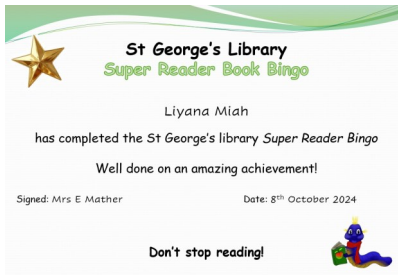 St George's Library
Super Reader Book Bingo
Liyana Miah
has completed the St George's library Super Reader Bingo
Well done on an amazing achievement!
Signed: Mrs E Mather Date: 8th October 2024
Don't stop reading!